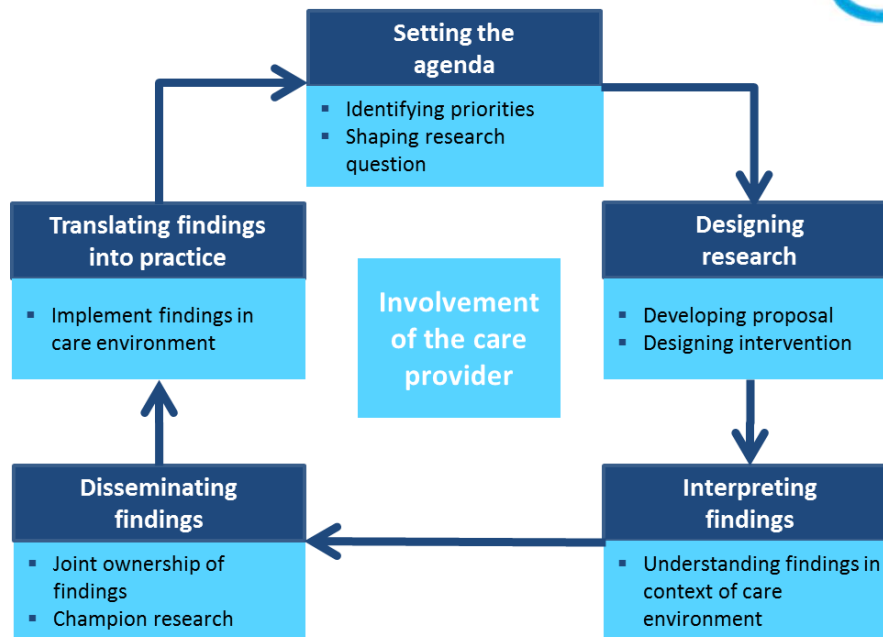 Setting the
agenda
▪ Identifying priorities
▪ Shaping research
question
Designing
research
▪ Developing proposal
▪ Designing intervention
Interpreting
findings
▪ Understanding findings in
context of care
environment
Disseminating
findings
▪ Joint ownership of
findings
▪ Champion research
Translating findings
into practice
▪ Implement findings in
care environment
Involvement
of the care
provider